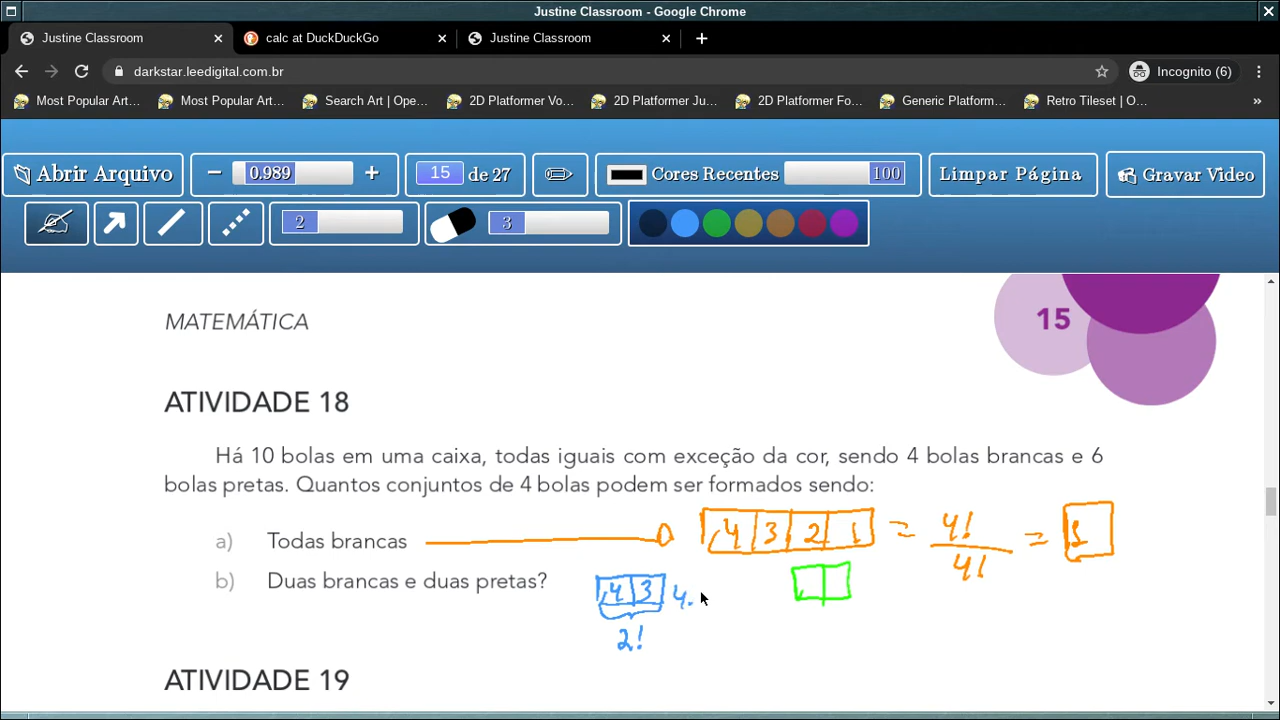 Justine Classroom - Google Chrome
Justine Classroom
calc at DuckDuckGo
Justine Classroom
darkstar.leedigital.com.br
Incognito (6)
Most Popular Art...
Most Popular Art...
Search Art | Ope...
2D Platformer Vo...
2D Platformer Ju...
2D Platformer Fo...
Generic Platform...
Retro Tileset | O...
»
Abrir Arquivo
− 0.989 +
15 de 27
Cores Recentes 100
Limpar Página
Gravar Video
2
3
MATEMÁTICA
15
ATIVIDADE 18
Há 10 bolas em uma caixa, todas iguais com exceção da cor, sendo 4 bolas brancas e 6
bolas pretas. Quantos conjuntos de 4 bolas podem ser formados sendo:
a) Todas brancas
4 3 2 1 = 4! / 4! = 1
b) Duas brancas e duas pretas?
4 3 4.
2!
ATIVIDADE 19